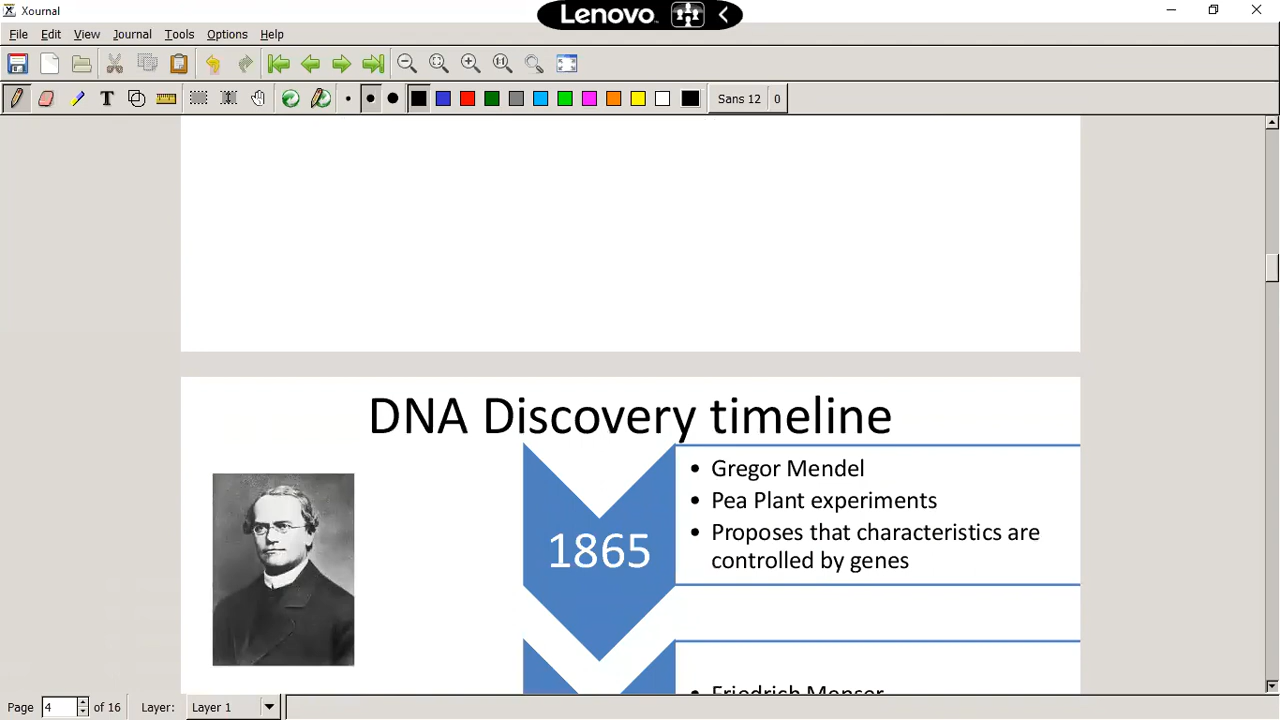 Xournal
Lenovo
File Edit View Journal Tools Options Help
Sans 12 0
DNA Discovery timeline
1865
• Gregor Mendel
• Pea Plant experiments
• Proposes that characteristics are
controlled by genes
• Friedrich
Page 4 of 16 Layer: Layer 1